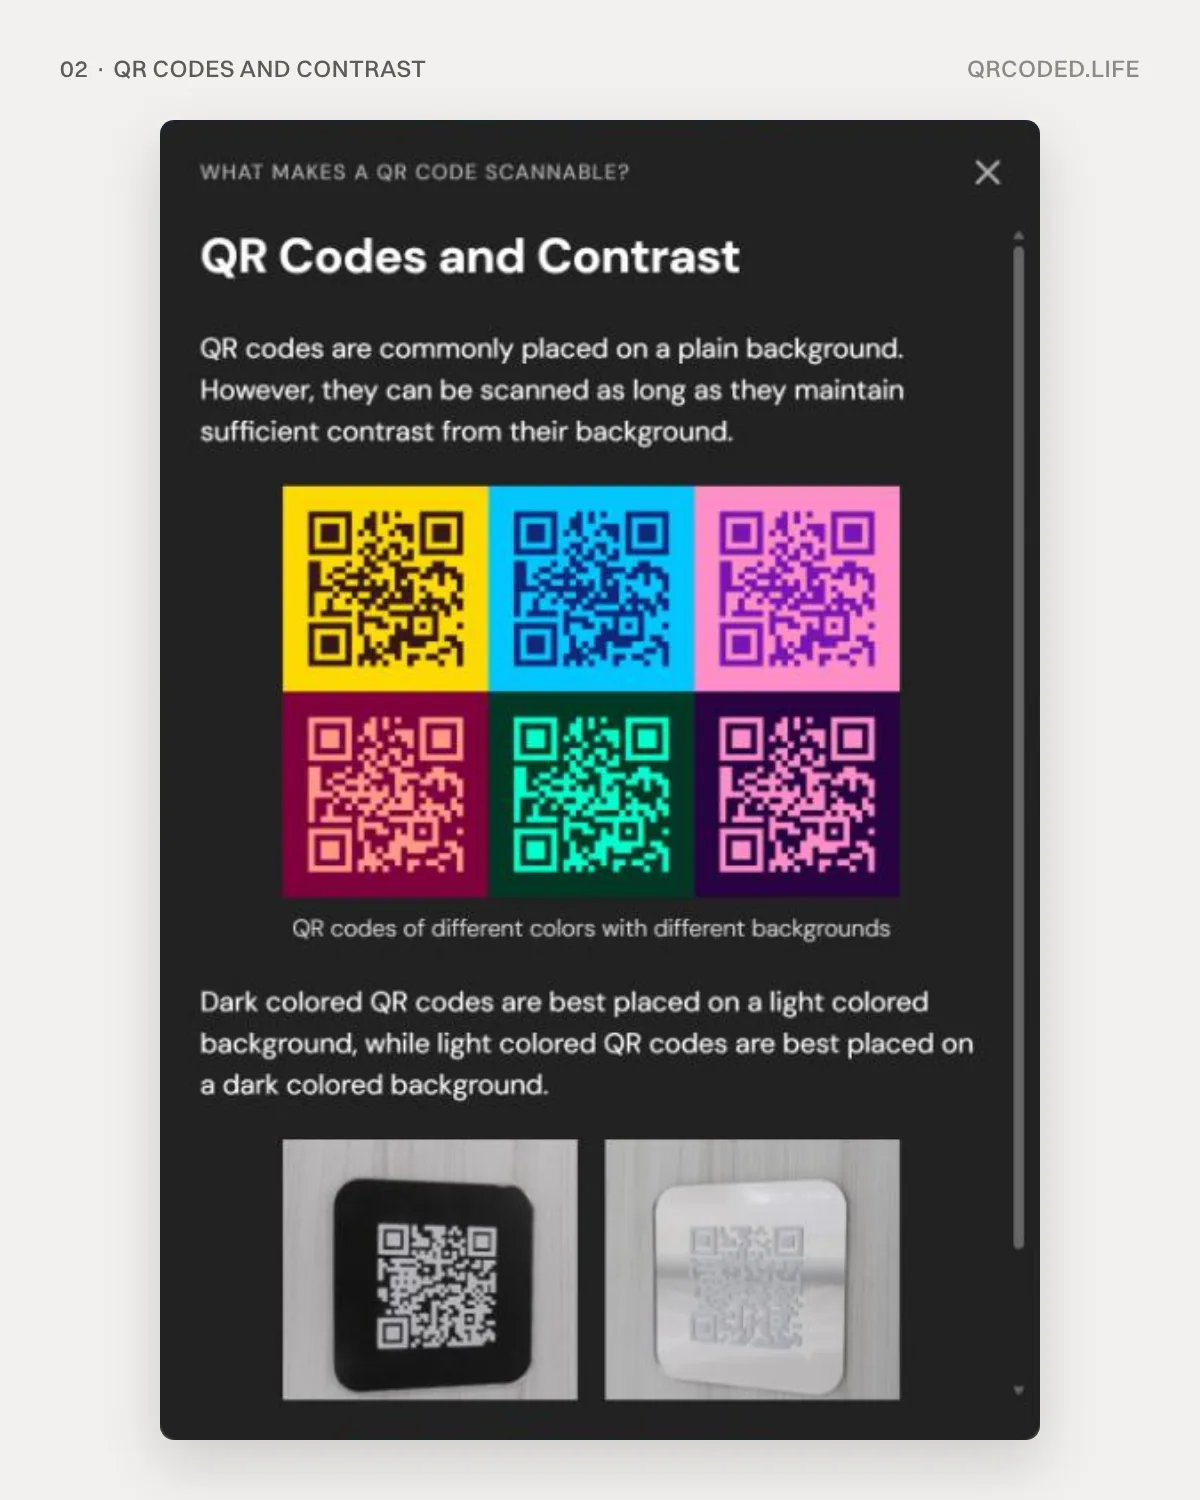 02 · QR CODES AND CONTRAST
QRCODED.LIFE
WHAT MAKES A QR CODE SCANNABLE?
QR Codes and Contrast
QR codes are commonly placed on a plain background.
However, they can be scanned as long as they maintain
sufficient contrast from their background.
QR codes of different colors with different backgrounds
Dark colored QR codes are best placed on a light colored
background, while light colored QR codes are best placed on
a dark colored background.